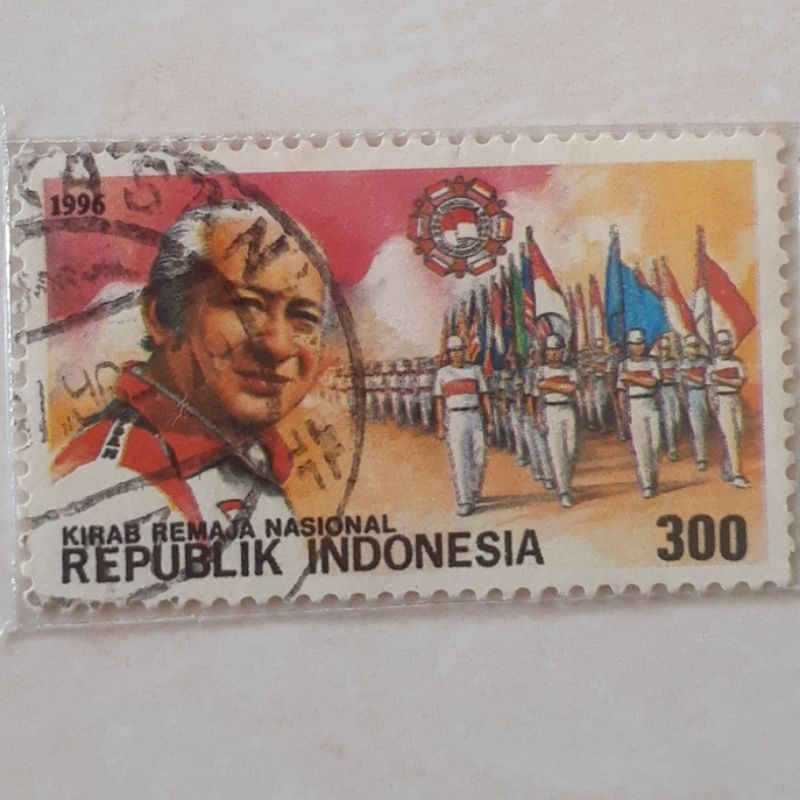 1996
KIRAB REMAJA NASIONAL
REPUBLIK INDONESIA
300